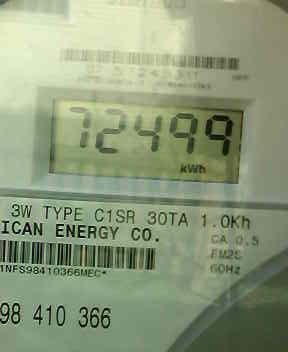 72499
kWh
3W TYPE C1SR 30TA 1.0Kh
ICAN ENERGY CO.
CA 0.5
FM2S
60Hz
1NFS98410366MEC*
98 410 366